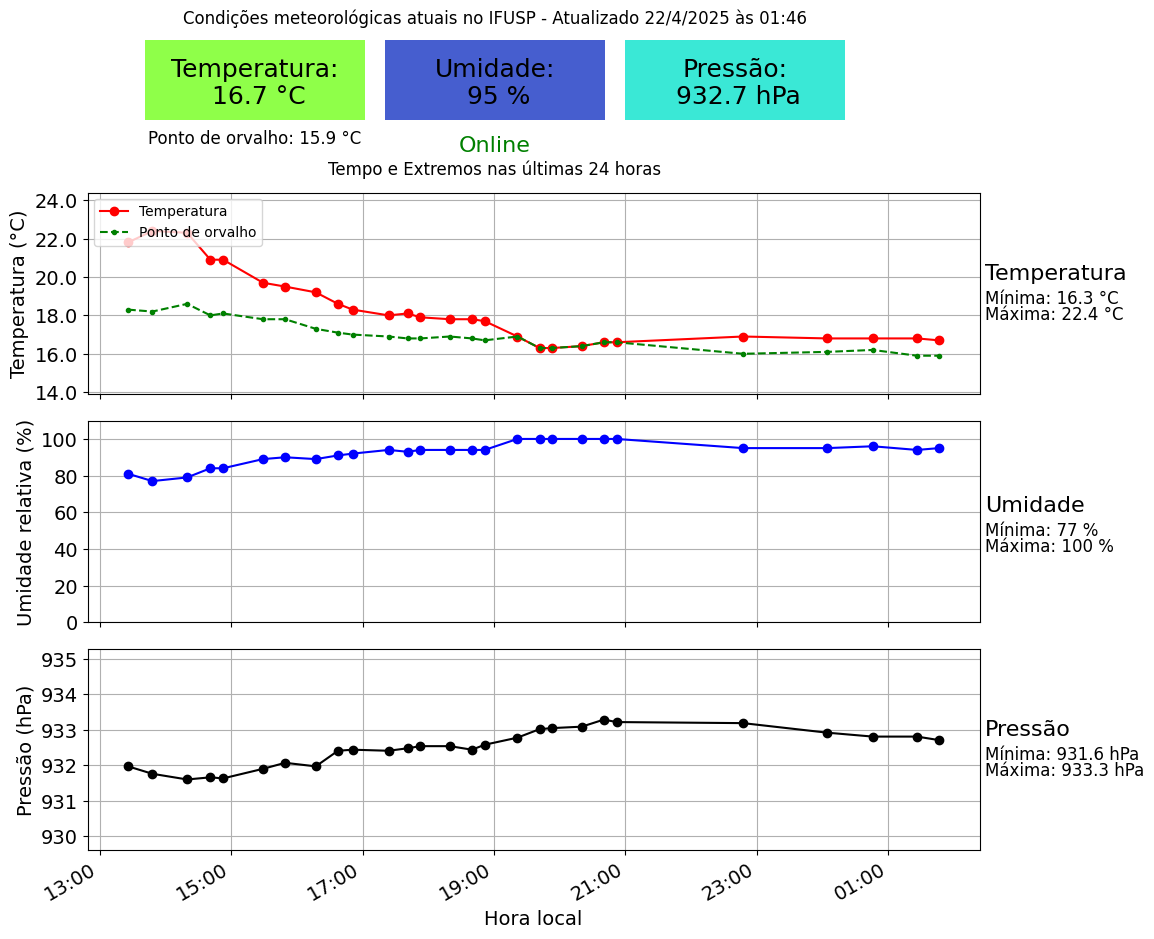 Condições meteorológicas atuais no IFUSP - Atualizado 22/4/2025 às 01:46
Temperatura:
16.7 °C
Umidade:
95 %
Pressão:
932.7 hPa
Ponto de orvalho: 15.9 °C
Online
Tempo e Extremos nas últimas 24 horas
Temperatura (°C)
24.0
22.0
20.0
18.0
16.0
14.0
Temperatura
Ponto de orvalho
Temperatura
Mínima: 16.3 °C
Máxima: 22.4 °C
Umidade relativa (%)
100
80
60
40
20
0
Umidade
Mínima: 77 %
Máxima: 100 %
Pressão (hPa)
935
934
933
932
931
930
Pressão
Mínima: 931.6 hPa
Máxima: 933.3 hPa
13:00
15:00
17:00
19:00
21:00
23:00
01:00
Hora local